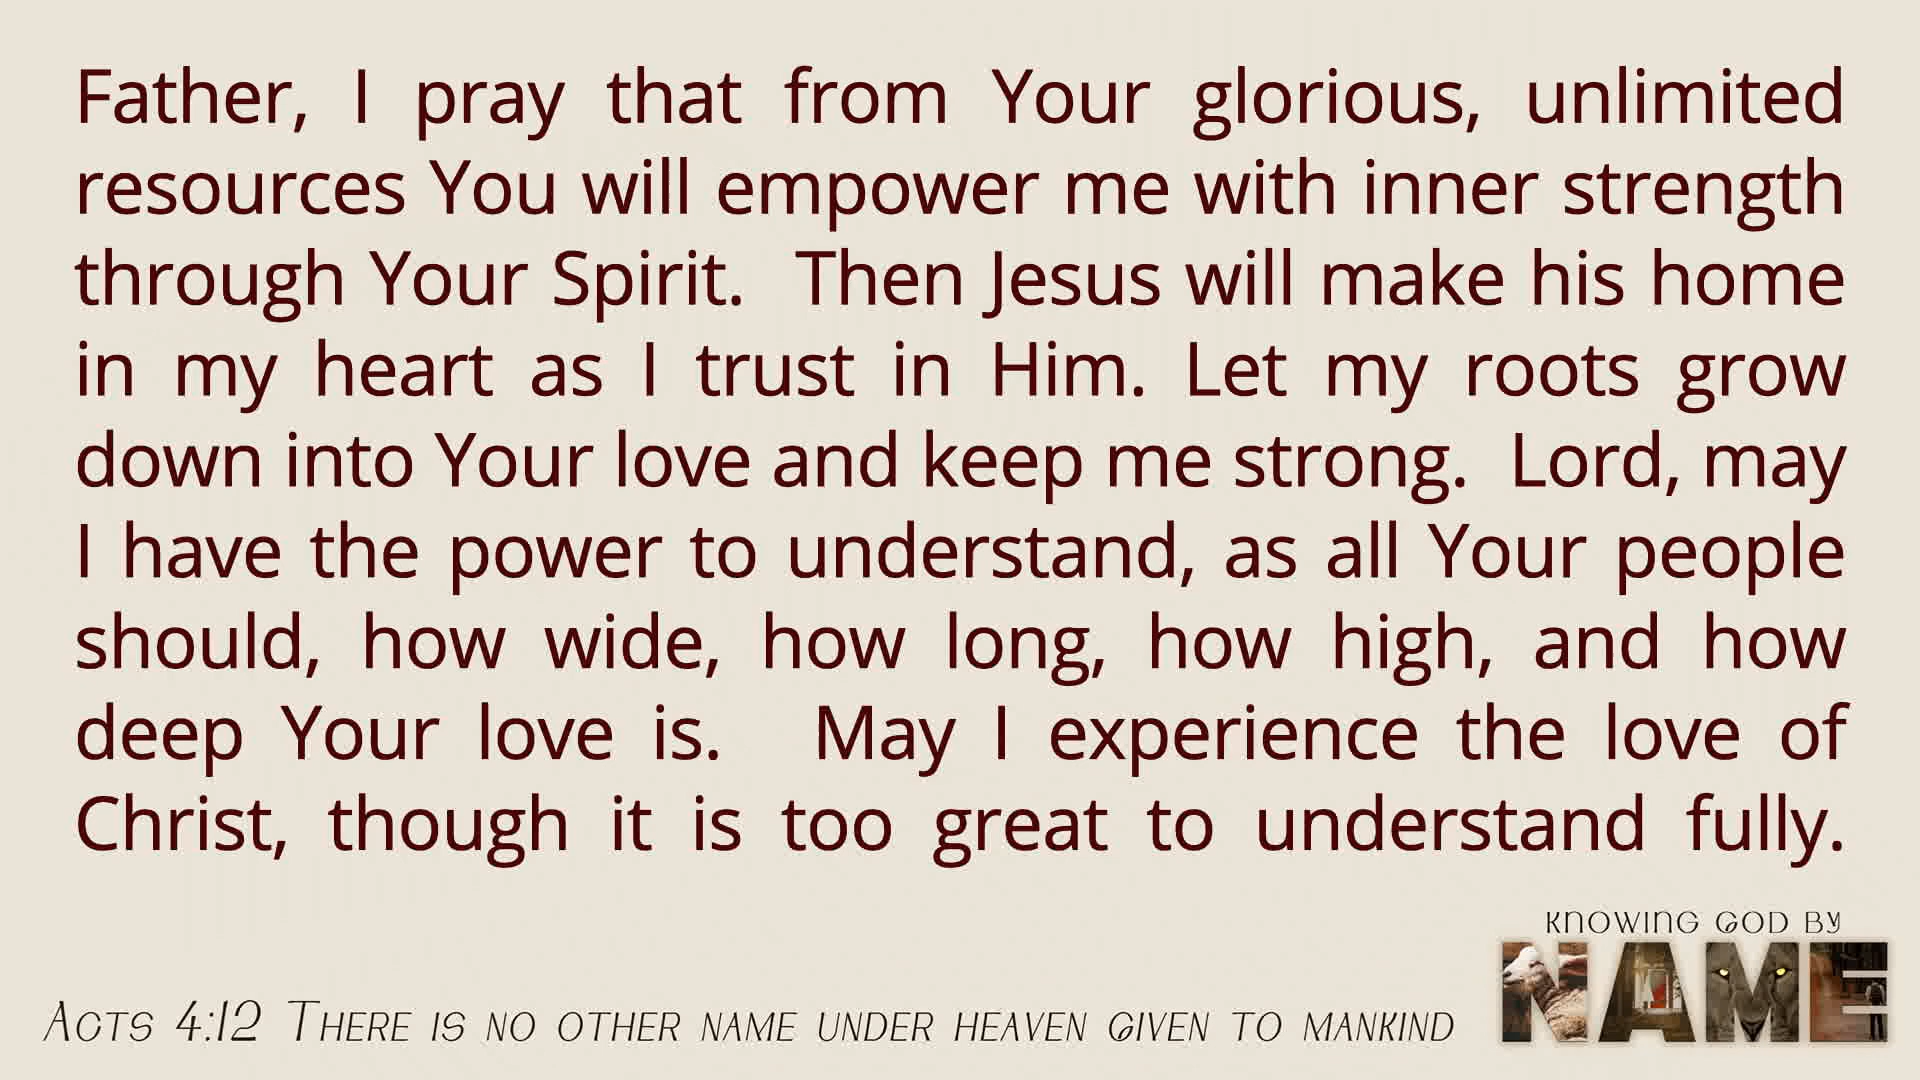 Father, I pray that from Your glorious, unlimited
resources You will empower me with inner strength
through Your Spirit.  Then Jesus will make his home
in my heart as I trust in Him. Let my roots grow
down into Your love and keep me strong.  Lord, may
I have the power to understand, as all Your people
should, how wide, how long, how high, and how
deep Your love is.   May I experience the love of
Christ, though it is too great to understand fully.
KNOWING GOD BY
NAME
Acts 4:12 There is no other name under heaven given to mankind